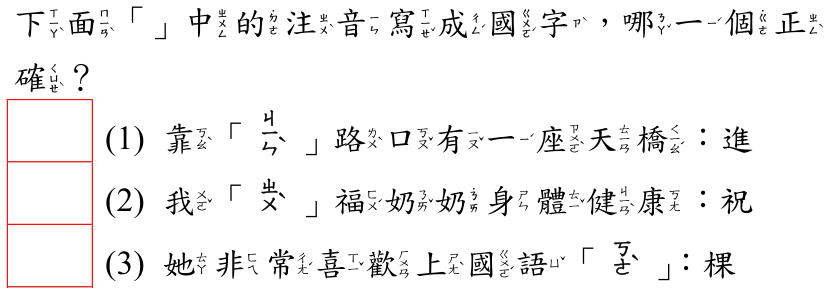 下面「 」中的注音寫成國字，哪一個正
確？
(1) 靠「ㄐㄧㄣˋ」路口有一座天橋：進
(2) 我「ㄓㄨˋ」福奶奶身體健康：祝
(3) 她非常喜歡上國語「ㄎㄜˋ」：棵